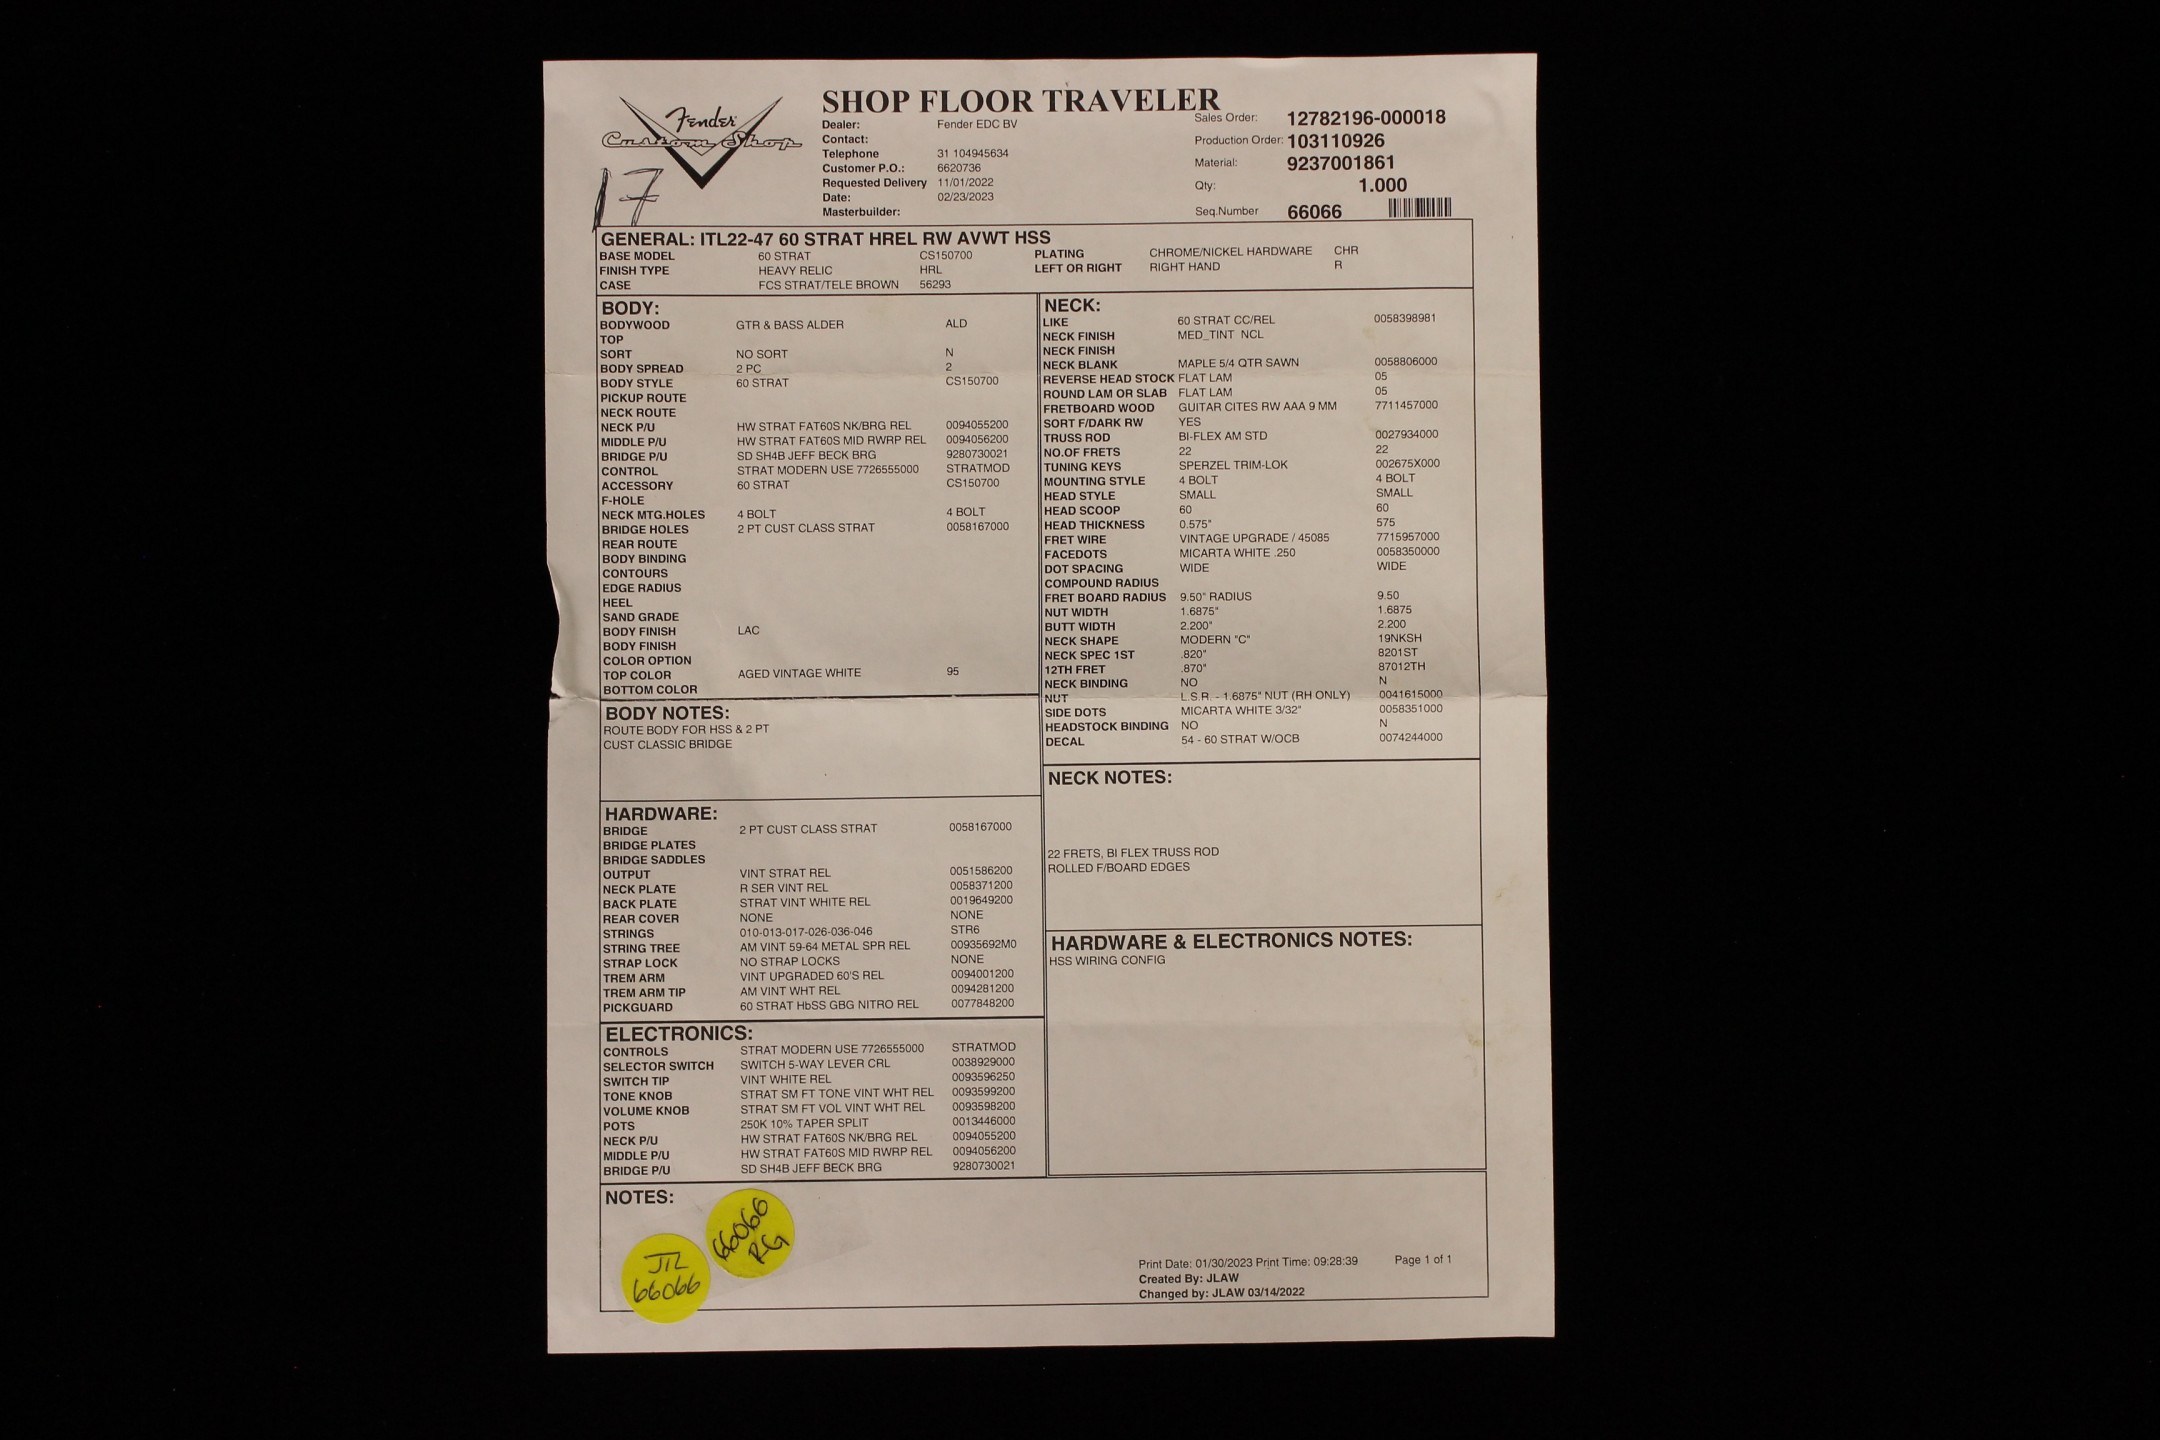 Fender
Custom Shop
17
SHOP FLOOR TRAVELER
Dealer: Fender EDC BV
Contact:
Telephone 31 104945634
Customer P.O.: 6620736
Requested Delivery 11/01/2022
Date: 02/23/2023
Masterbuilder:
Sales Order: 12782196-000018
Production Order: 103110926
Material: 9237001861
Qty: 1.000
Seq.Number 66066
GENERAL: ITL22-47 60 STRAT HREL RW AVWT HSS
BASE MODEL 60 STRAT CS150700 PLATING CHROME/NICKEL HARDWARE CHR
FINISH TYPE HEAVY RELIC HRL LEFT OR RIGHT RIGHT HAND R
CASE FCS STRAT/TELE BROWN 56293
BODY:
BODYWOOD GTR & BASS ALDER ALD
TOP
SORT NO SORT N
BODY SPREAD 2 PC 2
BODY STYLE 60 STRAT CS150700
PICKUP ROUTE
NECK ROUTE
NECK P/U HW STRAT FAT60S NK/BRG REL 0094055200
MIDDLE P/U HW STRAT FAT60S MID RWRP REL 0094056200
BRIDGE P/U SD SH4B JEFF BECK BRG 9280730021
CONTROL STRAT MODERN USE 7726555000 STRATMOD
ACCESSORY 60 STRAT CS150700
F-HOLE
NECK MTG.HOLES 4 BOLT 4 BOLT
BRIDGE HOLES 2 PT CUST CLASS STRAT 0058167000
REAR ROUTE
BODY BINDING
CONTOURS
EDGE RADIUS
HEEL
SAND GRADE
BODY FINISH LAC
BODY FINISH
COLOR OPTION
TOP COLOR AGED VINTAGE WHITE 95
BOTTOM COLOR
BODY NOTES:
ROUTE BODY FOR HSS & 2 PT
CUST CLASSIC BRIDGE
HARDWARE:
BRIDGE 2 PT CUST CLASS STRAT 0058167000
BRIDGE PLATES
BRIDGE SADDLES
OUTPUT VINT STRAT REL 0051586200
NECK PLATE R SER VINT REL 0058371200
BACK PLATE STRAT VINT WHITE REL 0019649200
REAR COVER NONE NONE
STRINGS 010-013-017-026-036-046 STR6
STRING TREE AM VINT 59-64 METAL SPR REL 00935692M0
STRAP LOCK NO STRAP LOCKS NONE
TREM ARM VINT UPGRADED 60'S REL 0094001200
TREM ARM TIP AM VINT WHT REL 0094281200
PICKGUARD 60 STRAT HbSS GBG NITRO REL 0077848200
ELECTRONICS:
CONTROLS STRAT MODERN USE 7726555000 STRATMOD
SELECTOR SWITCH SWITCH 5-WAY LEVER CRL 0038929000
SWITCH TIP VINT WHITE REL 0093596250
TONE KNOB STRAT SM FT TONE VINT WHT REL 0093599200
VOLUME KNOB STRAT SM FT VOL VINT WHT REL 0093598200
POTS 250K 10% TAPER SPLIT 0013446000
NECK P/U HW STRAT FAT60S NK/BRG REL 0094055200
MIDDLE P/U HW STRAT FAT60S MID RWRP REL 0094056200
BRIDGE P/U SD SH4B JEFF BECK BRG 9280730021
NECK:
LIKE 60 STRAT CC/REL 0058398981
NECK FINISH MED_TINT NCL
NECK FINISH
NECK BLANK MAPLE 5/4 QTR SAWN 0058806000
REVERSE HEAD STOCK FLAT LAM 05
ROUND LAM OR SLAB FLAT LAM 05
FRETBOARD WOOD GUITAR CITES RW AAA 9 MM 7711457000
SORT F/DARK RW YES
TRUSS ROD BI-FLEX AM STD 0027934000
NO.OF FRETS 22 22
TUNING KEYS SPERZEL TRIM-LOK 002675X000
MOUNTING STYLE 4 BOLT 4 BOLT
HEAD STYLE SMALL SMALL
HEAD SCOOP 60 60
HEAD THICKNESS 0.575" 575
FRET WIRE VINTAGE UPGRADE / 45085 7715957000
FACEDOTS MICARTA WHITE .250 0058350000
DOT SPACING WIDE WIDE
COMPOUND RADIUS
FRET BOARD RADIUS 9.50" RADIUS 9.50
NUT WIDTH 1.6875" 1.6875
BUTT WIDTH 2.200" 2.200
NECK SHAPE MODERN "C" 19NKSH
NECK SPEC 1ST .820" 8201ST
12TH FRET .870" 87012TH
NECK BINDING NO N
NUT L.S.R. - 1.6875" NUT (RH ONLY) 0041615000
SIDE DOTS MICARTA WHITE 3/32" 0058351000
HEADSTOCK BINDING NO N
DECAL 54 - 60 STRAT W/OCB 0074244000
NECK NOTES:
22 FRETS, BI FLEX TRUSS ROD
ROLLED F/BOARD EDGES
HARDWARE & ELECTRONICS NOTES:
HSS WIRING CONFIG
NOTES:
66066
RG
66066
Print Date: 01/30/2023 Print Time: 09:28:39 Page 1 of 1
Created By: JLAW
Changed by: JLAW 03/14/2022